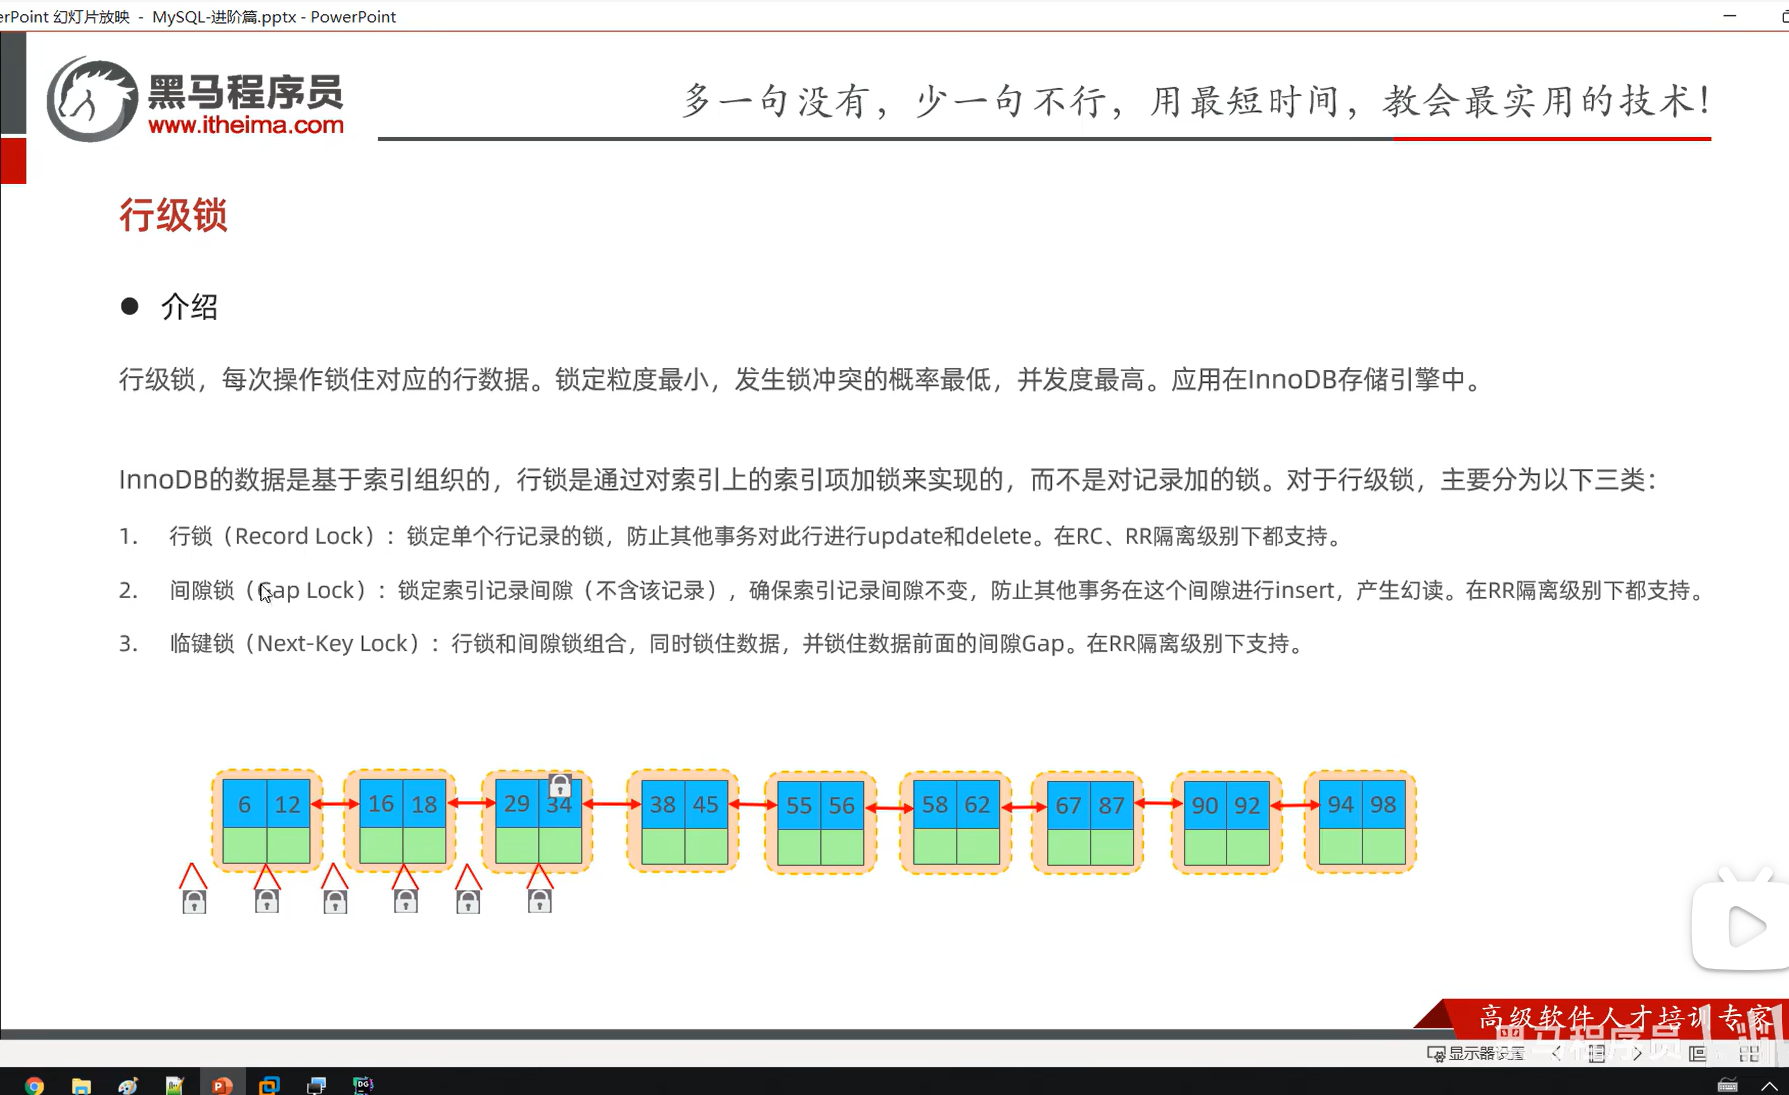 erPoint 幻灯片放映 - MySQL-进阶篇.pptx - PowerPoint
黑马程序员
www.itheima.com
多一句没有，少一句不行，用最短时间，教会最实用的技术！
行级锁
● 介绍
行级锁，每次操作锁住对应的行数据。锁定粒度最小，发生锁冲突的概率最低，并发度最高。应用在InnoDB存储引擎中。
InnoDB的数据是基于索引组织的，行锁是通过对索引上的索引项加锁来实现的，而不是对记录加的锁。对于行级锁，主要分为以下三类：
1. 行锁（Record Lock）：锁定单个行记录的锁，防止其他事务对此行进行update和delete。在RC、RR隔离级别下都支持。
2. 间隙锁（Gap Lock）：锁定索引记录间隙（不含该记录），确保索引记录间隙不变，防止其他事务在这个间隙进行insert，产生幻读。在RR隔离级别下都支持。
3. 临键锁（Next-Key Lock）：行锁和间隙锁组合，同时锁住数据，并锁住数据前面的间隙Gap。在RR隔离级别下支持。
6 12 16 18 29 34 38 45 55 56 58 62 67 87 90 92 94 98
高级软件人才培训专家
黑马程序员
显示器设置